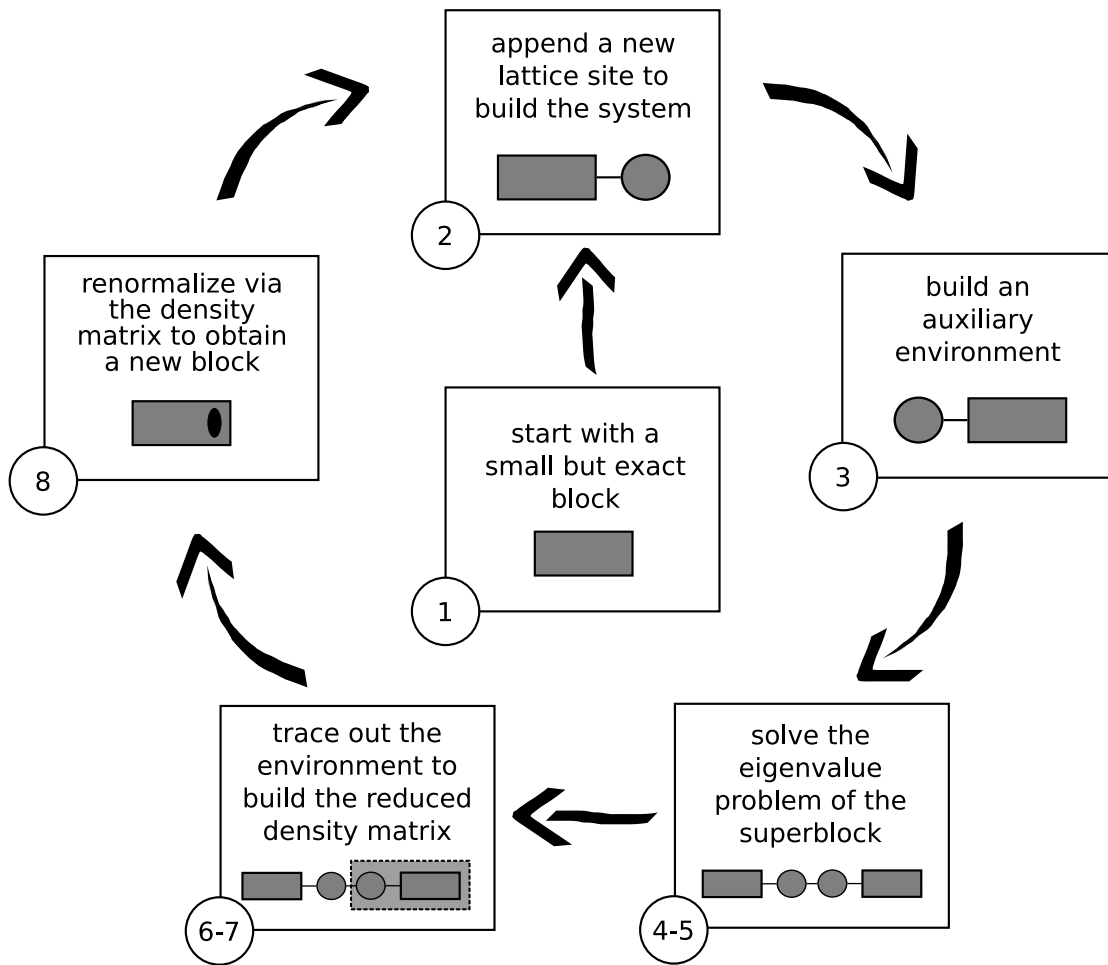 start with a
small but exact
block
1
append a new
lattice site to
build the system
2
build an
auxiliary
environment
3
solve the
eigenvalue
problem of the
superblock
4-5
trace out the
environment to
build the reduced
density matrix
6-7
renormalize via
the density
matrix to obtain
a new block
8